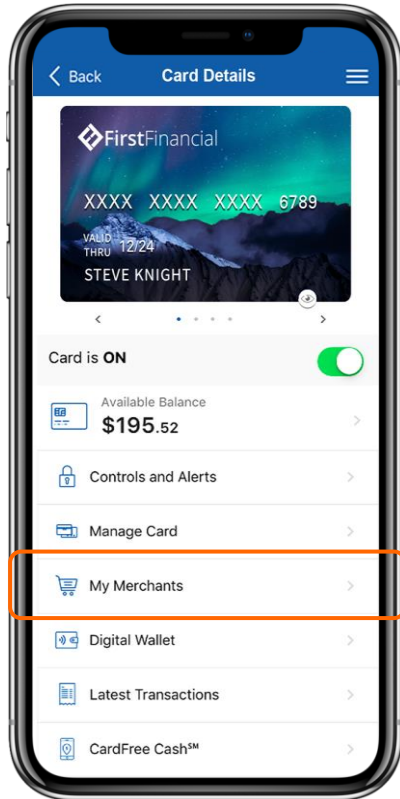 Back Card Details
FirstFinancial
XXXX XXXX XXXX 6789
VALID
THRU 12/24
STEVE KNIGHT
Card is ON
Available Balance
$195.52
Controls and Alerts
Manage Card
My Merchants
Digital Wallet
Latest Transactions
CardFree Cash℠